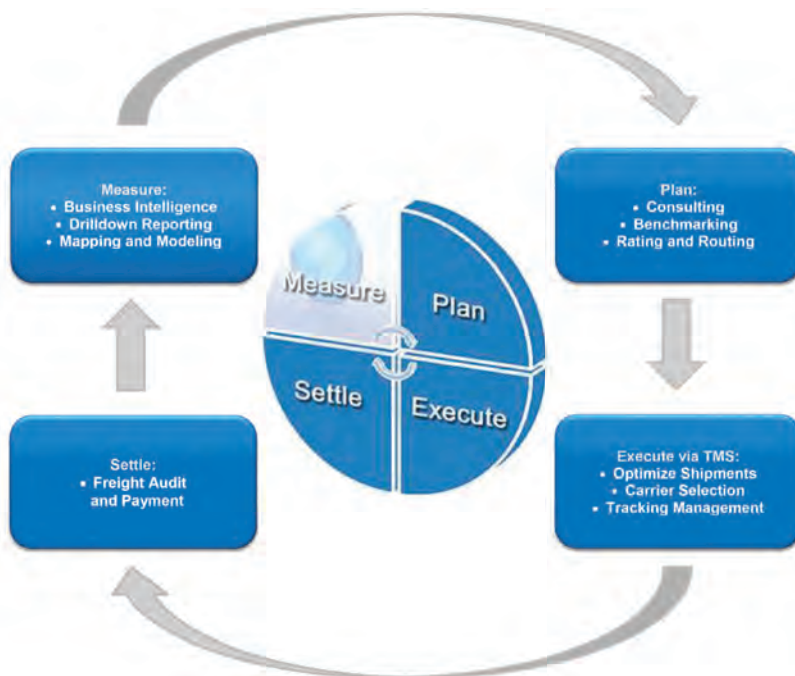 Measure:
• Business Intelligence
• Drilldown Reporting
• Mapping and Modeling
Plan:
• Consulting
• Benchmarking
• Rating and Routing
Measure
Plan
Settle
Execute
Settle:
• Freight Audit
and Payment
Execute via TMS:
• Optimize Shipments
• Carrier Selection
• Tracking Management